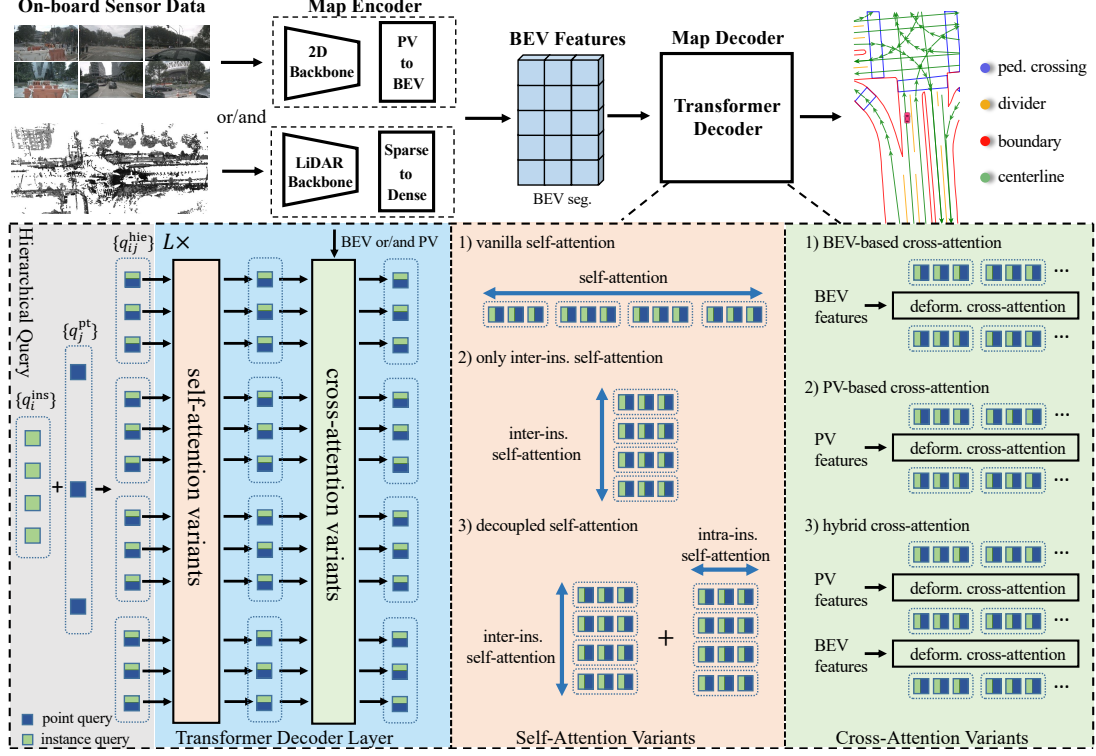 On-board Sensor Data
Map Encoder
2D
Backbone
PV
to
BEV
or/and
LiDAR
Backbone
Sparse
to
Dense
BEV Features
BEV seg.
Map Decoder
Transformer
Decoder
ped. crossing
divider
boundary
centerline
Hierarchical Query
{q_i^ins}
+
{q_j^pt}
{q_ij^hie}
point query
instance query
L×
BEV or/and PV
self-attention variants
cross-attention variants
Transformer Decoder Layer
1) vanilla self-attention
self-attention
2) only inter-ins. self-attention
inter-ins.
self-attention
3) decoupled self-attention
intra-ins.
self-attention
inter-ins.
self-attention
+
Self-Attention Variants
1) BEV-based cross-attention
...
BEV
features
deform. cross-attention
...
2) PV-based cross-attention
...
PV
features
deform. cross-attention
...
3) hybrid cross-attention
...
PV
features
deform. cross-attention
...
BEV
features
deform. cross-attention
...
Cross-Attention Variants